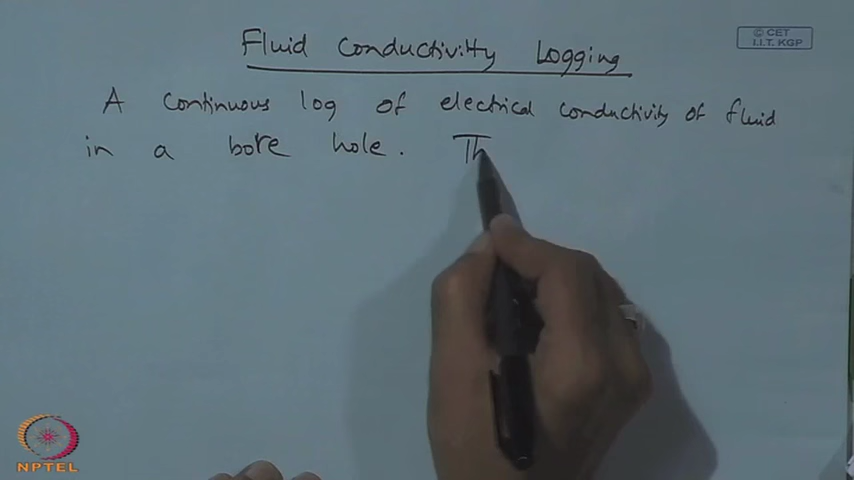 Fluid Conductivity Logging
© CET
I.I.T. KGP
A continuous log of electrical conductivity of fluid
in a bore hole. Th
NPTEL